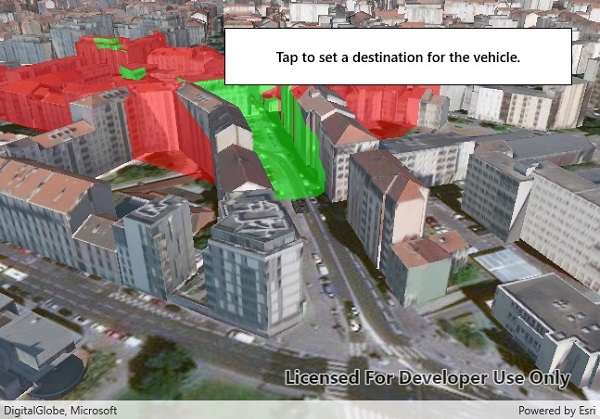 Tap to set a destination for the vehicle.
Licensed For Developer Use Only
DigitalGlobe, Microsoft
Powered by Esri